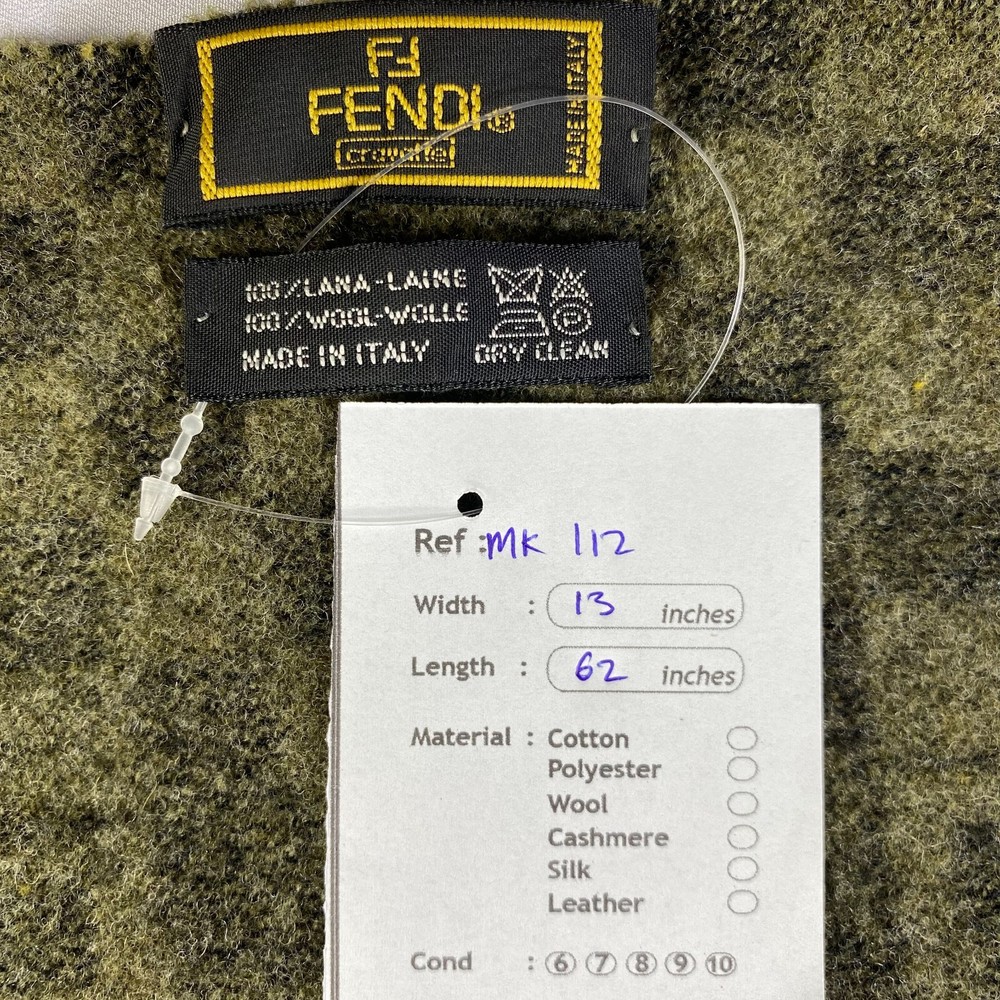 FF
FENDI®
cravatte
MADE IN ITALY
100%LANA-LAINE
100%WOOL-WOLLE
MADE IN ITALY
DRY CLEAN
Ref : MK 112
Width : 13 inches
Length : 62 inches
Material : Cotton
Polyester
Wool
Cashmere
Silk
Leather
Cond : 6 7 8 9 10